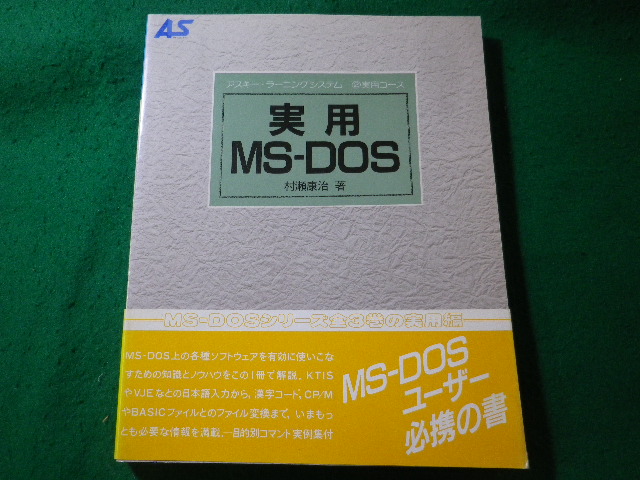 AS
アスキー・ラーニングシステム ②実用コース
実用
MS-DOS
村瀬康治 著
MS-DOSシリーズ全3巻の実用編
MS-DOS上の各種ソフトウェアを有効に使いこな
すための知識とノウハウをこの1冊で解説。KTIS
やVJEなどの日本語入力から、漢字コード、CP/M
やBASICファイルとのファイル変換まで、いまもっ
とも必要な情報を満載。—目的別コマンド実例集付
MS-DOS
ユーザー
必携の書